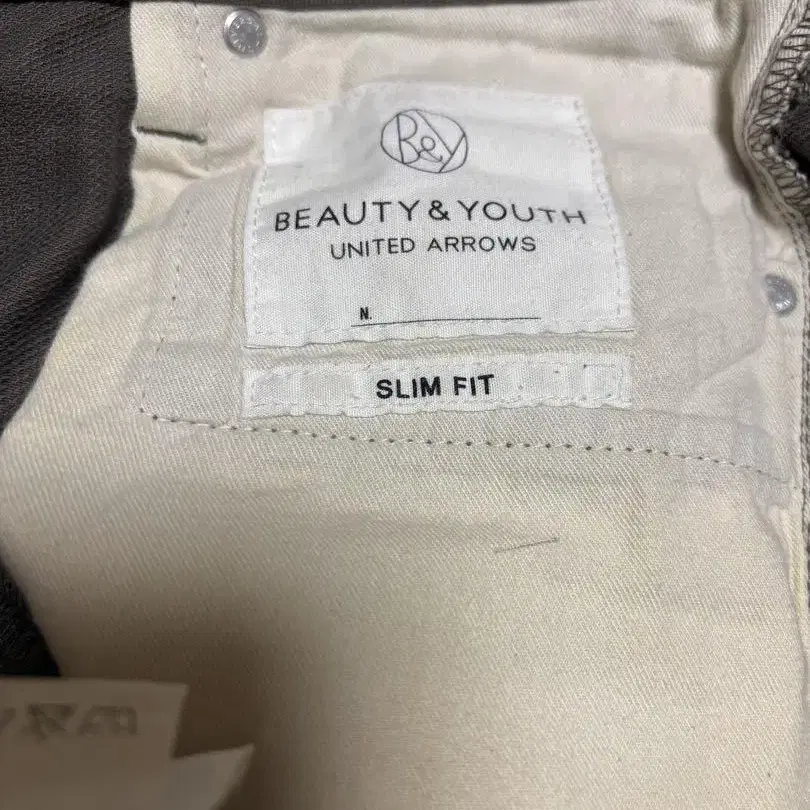 B&Y
BEAUTY & YOUTH
UNITED ARROWS
N.
SLIM FIT